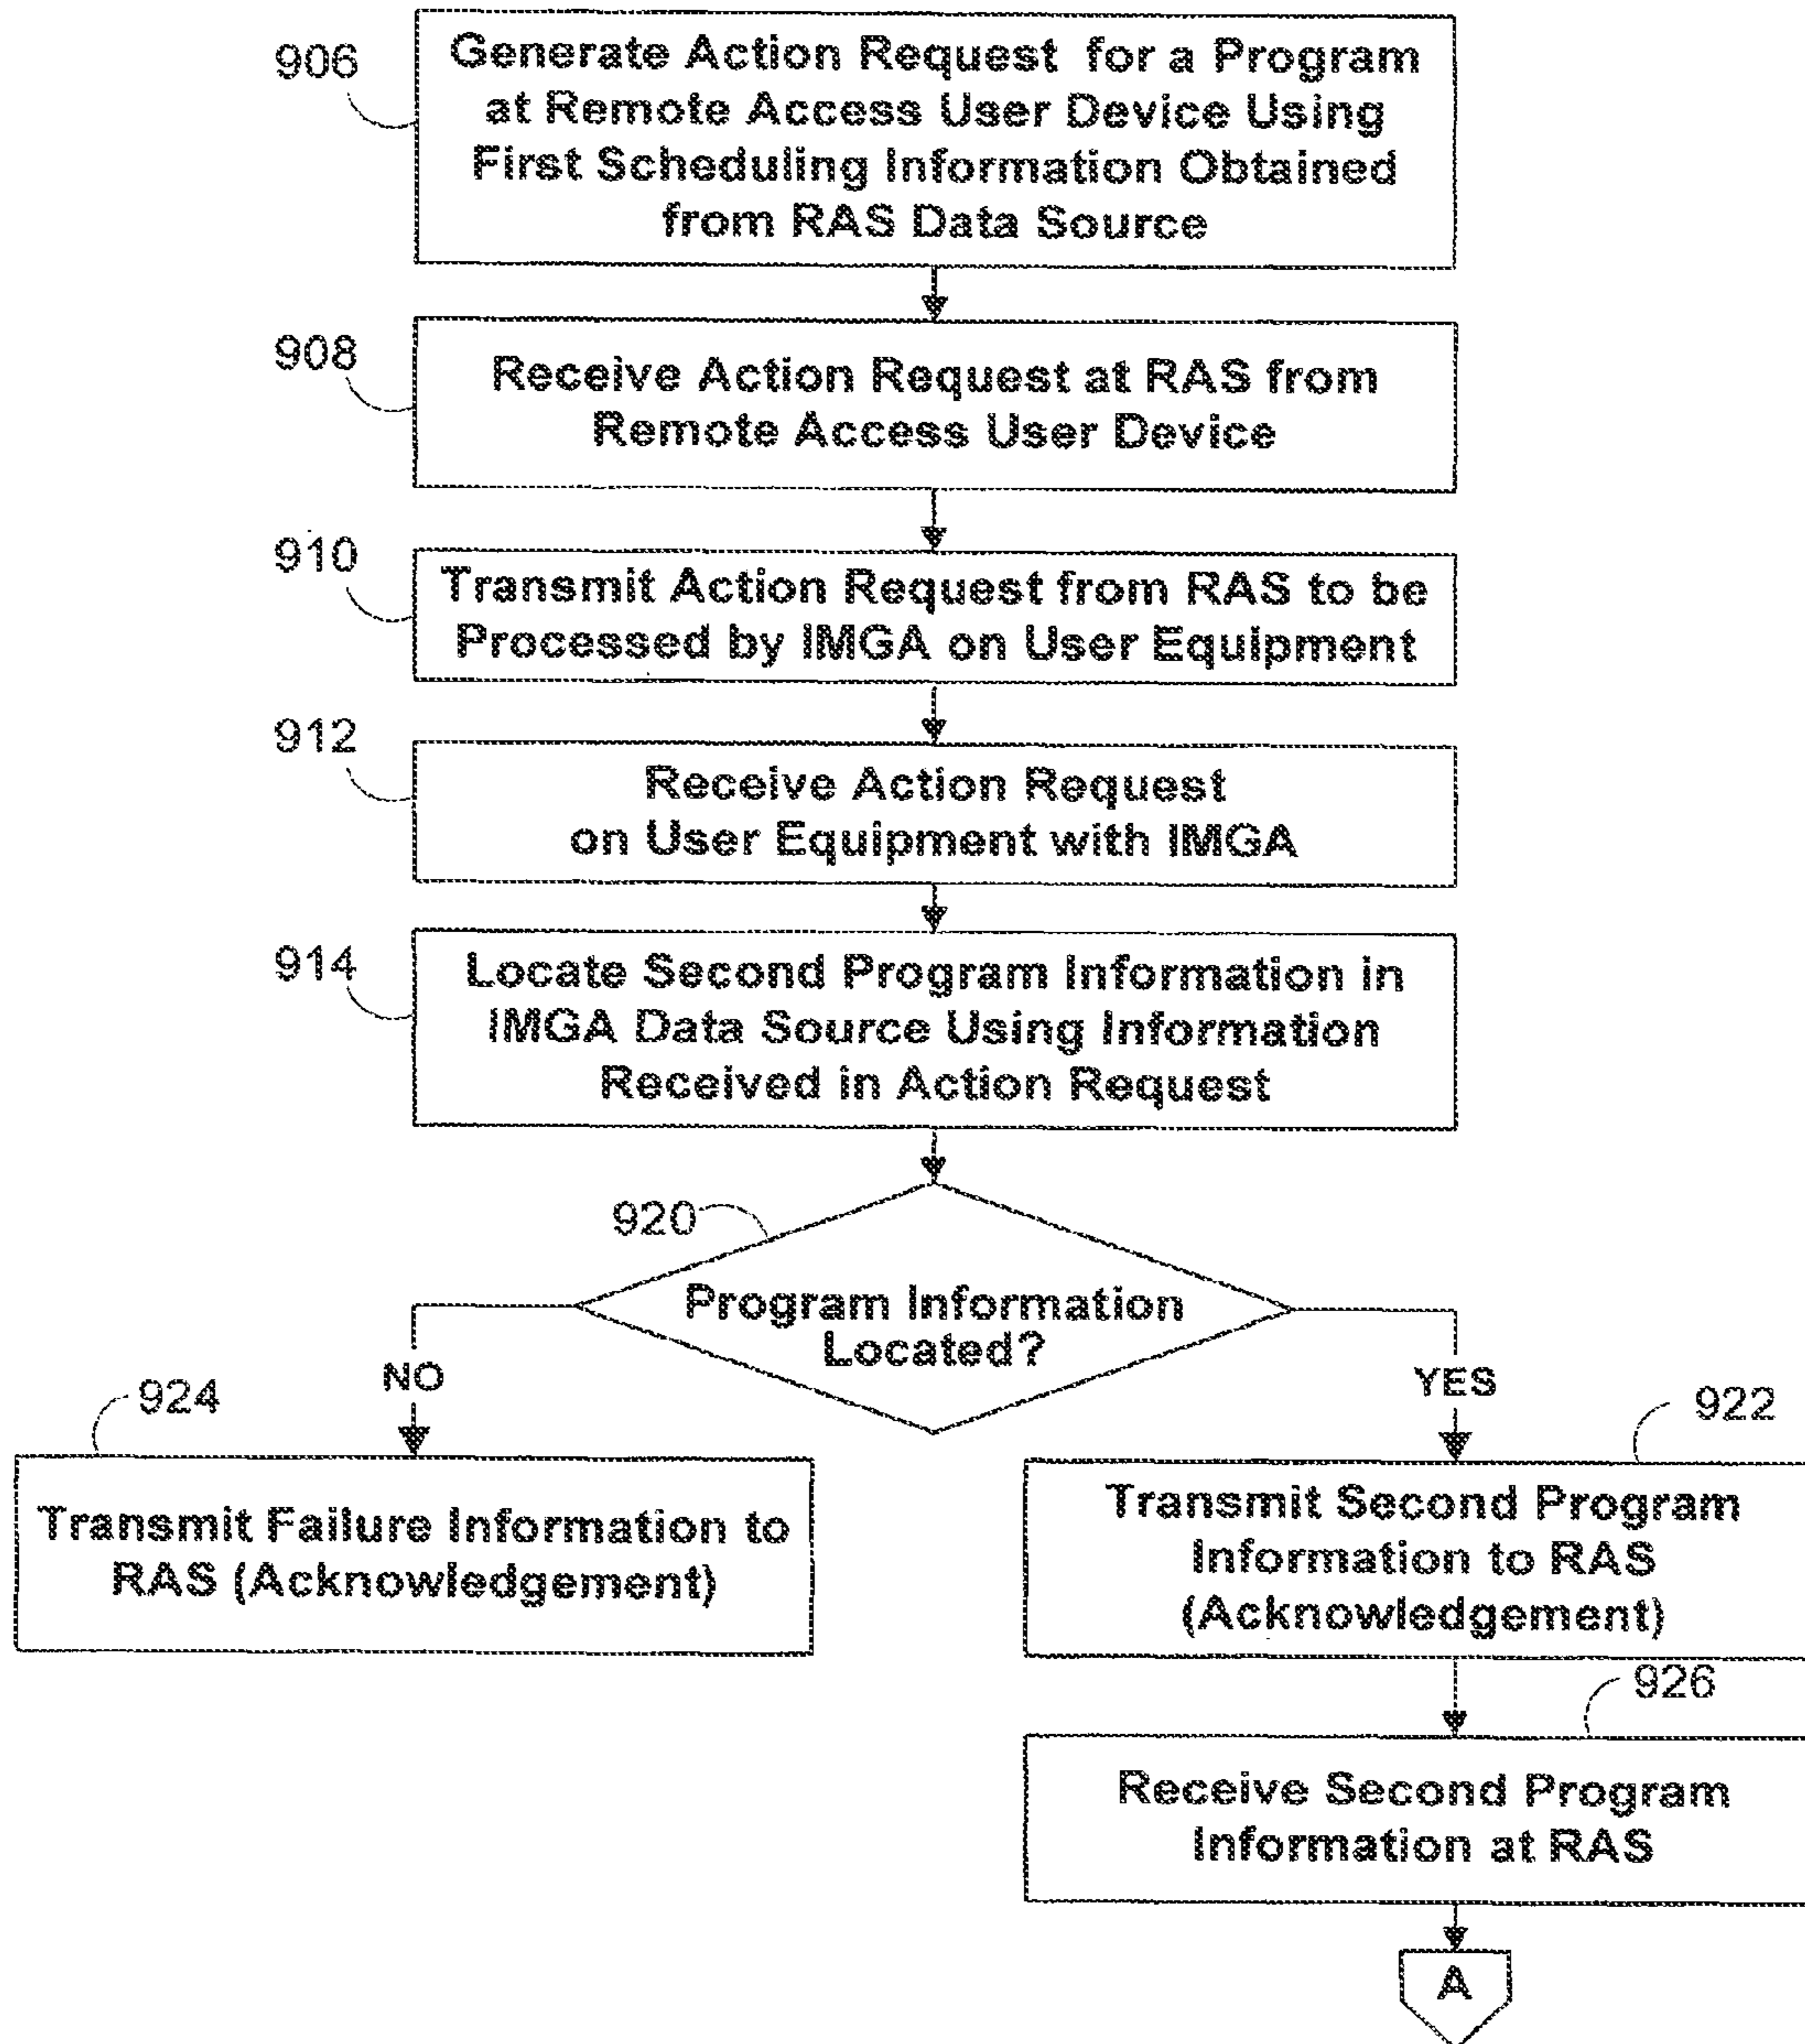 906
Generate Action Request for a Program
at Remote Access User Device Using
First Scheduling Information Obtained
from RAS Data Source
908
Receive Action Request at RAS from
Remote Access User Device
910
Transmit Action Request from RAS to be
Processed by IMGA on User Equipment
912
Receive Action Request
on User Equipment with IMGA
914
Locate Second Program Information in
IMGA Data Source Using Information
Received in Action Request
920
Program Information
Located?
NO
YES
924
Transmit Failure Information to
RAS (Acknowledgement)
922
Transmit Second Program
Information to RAS
(Acknowledgement)
926
Receive Second Program
Information at RAS
A